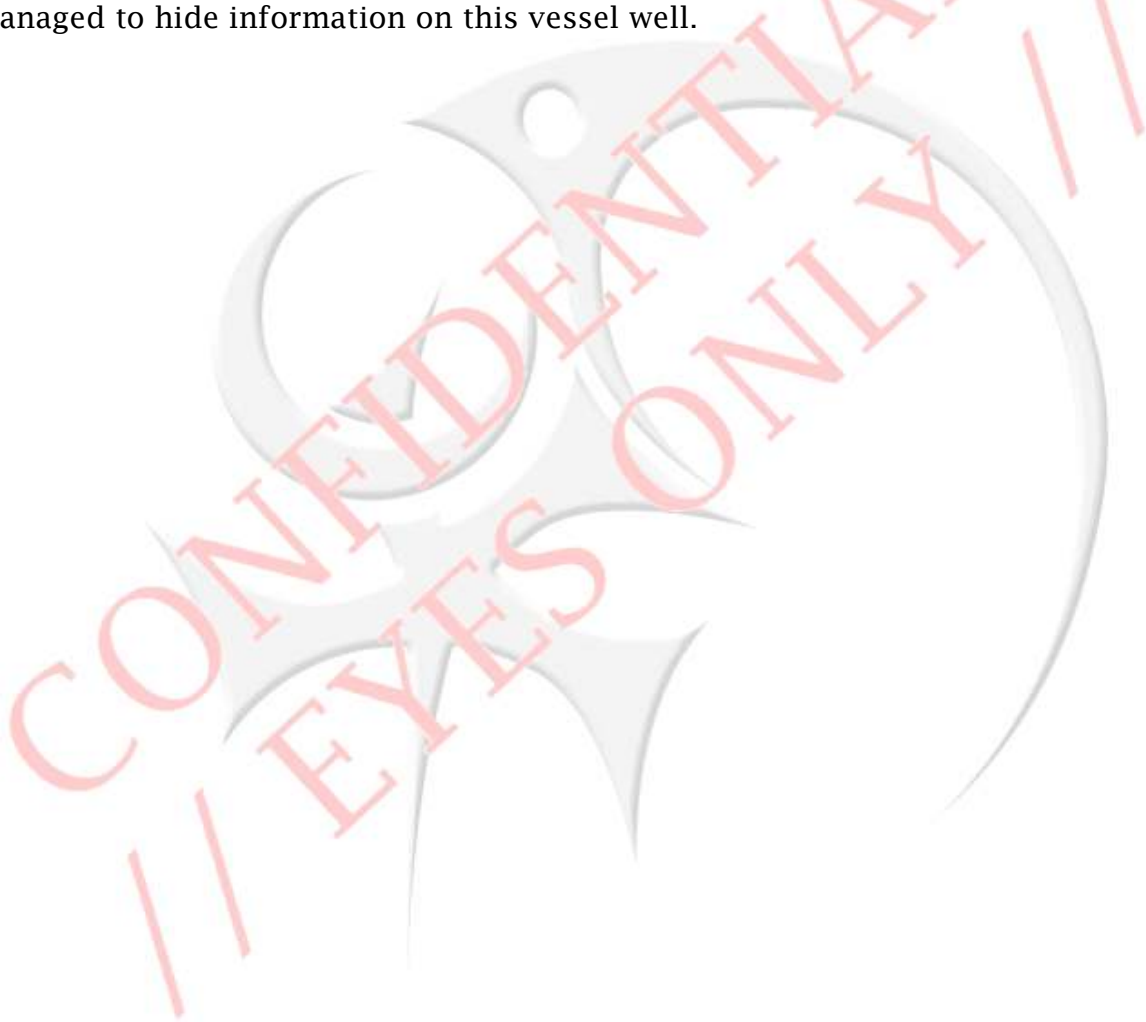 anaged to hide information on this vessel well.
CONFIDENTIAL //
// EYES ONLY //